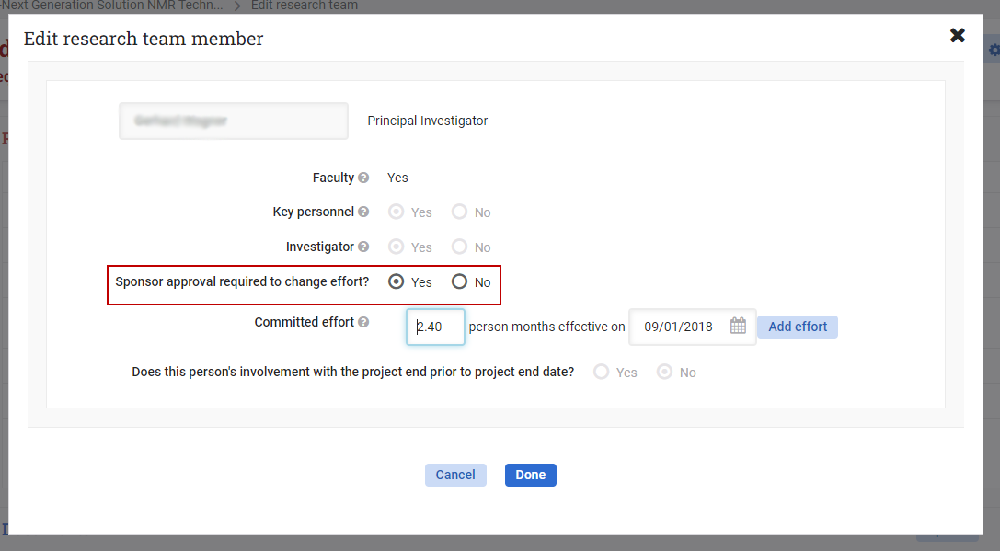 -Next Generation Solution NMR Techn... > Edit research team
Edit research team member
Principal Investigator
Faculty ? Yes
Key personnel ? Yes No
Investigator ? Yes No
Sponsor approval required to change effort? Yes No
Committed effort ? 2.40 person months effective on 09/01/2018 Add effort
Does this person's involvement with the project end prior to project end date? Yes No
Cancel Done